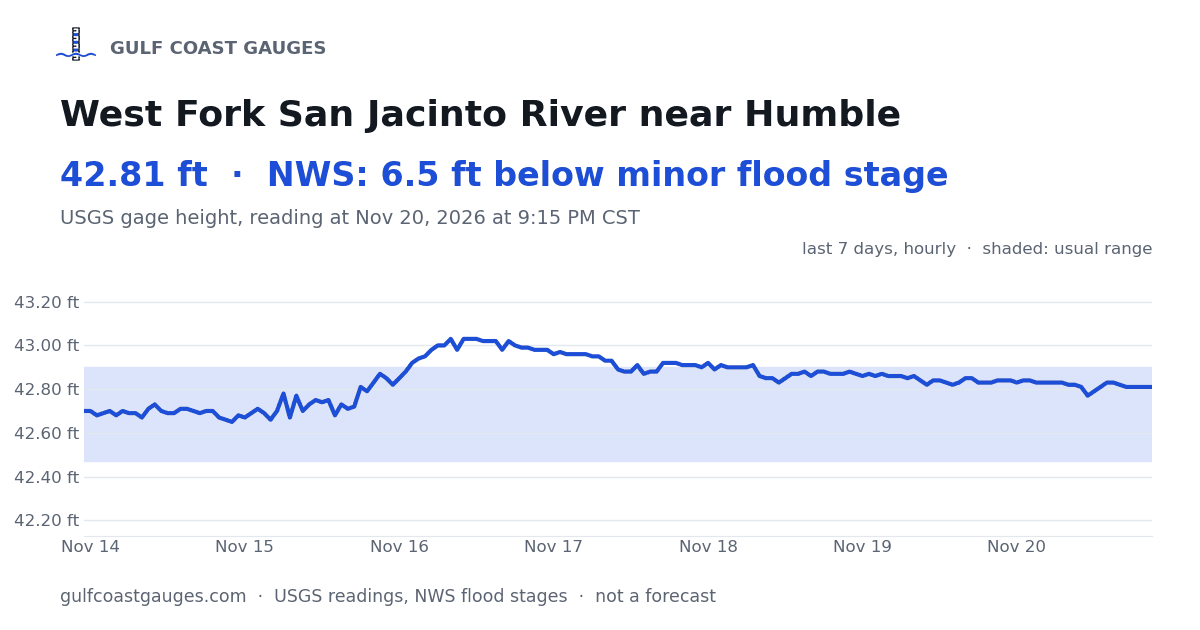 GULF COAST GAUGES
West Fork San Jacinto River near Humble
42.81 ft · NWS: 6.5 ft below minor flood stage
USGS gage height, reading at Nov 20, 2026 at 9:15 PM CST
last 7 days, hourly · shaded: usual range
43.20 ft
43.00 ft
42.80 ft
42.60 ft
42.40 ft
42.20 ft
Nov 14 Nov 15 Nov 16 Nov 17 Nov 18 Nov 19 Nov 20
gulfcoastgauges.com · USGS readings, NWS flood stages · not a forecast